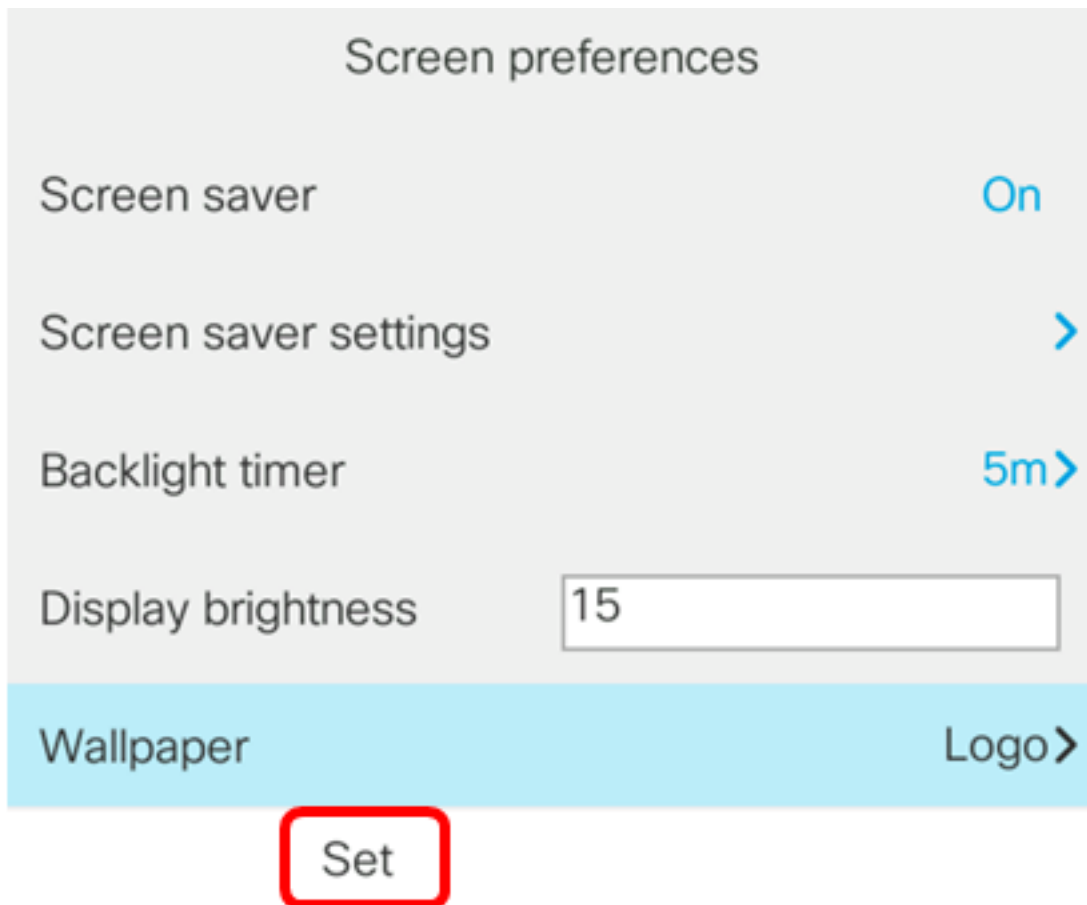 Screen preferences
Screen saver On
Screen saver settings
Backlight timer 5m
Display brightness 15
Wallpaper Logo
Set